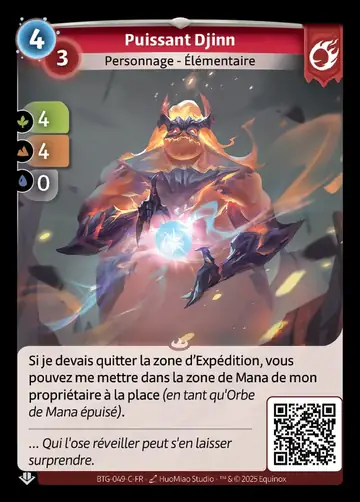 4
Puissant Djinn
3
Personnage - Élémentaire
4
4
0
Si je devais quitter la zone d'Expédition, vous
pouvez me mettre dans la zone de Mana de mon
propriétaire à la place (en tant qu'Orbe
de Mana épuisé).
... Qui l'ose réveiller peut s'en laisser
surprendre.
BTG-049-C-FR - HuoMiao Studio - ™ & © 2025 Equinox